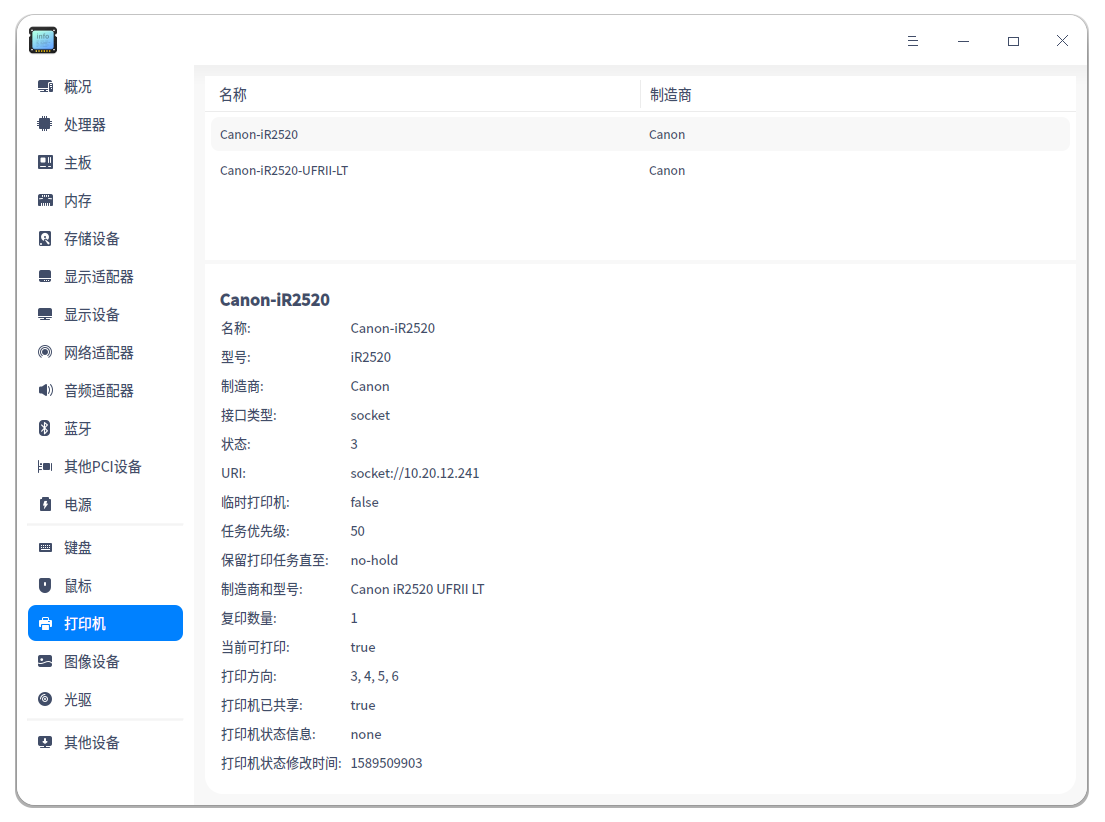 info
概况
处理器
主板
内存
存储设备
显示适配器
显示设备
网络适配器
音频适配器
蓝牙
其他PCI设备
电源
键盘
鼠标
打印机
图像设备
光驱
其他设备
名称 制造商
Canon-iR2520 Canon
Canon-iR2520-UFRII-LT Canon
Canon-iR2520
名称: Canon-iR2520
型号: iR2520
制造商: Canon
接口类型: socket
状态: 3
URI: socket://10.20.12.241
临时打印机: false
任务优先级: 50
保留打印任务直至: no-hold
制造商和型号: Canon iR2520 UFRII LT
复印数量: 1
当前可打印: true
打印方向: 3, 4, 5, 6
打印机已共享: true
打印机状态信息: none
打印机状态修改时间: 1589509903